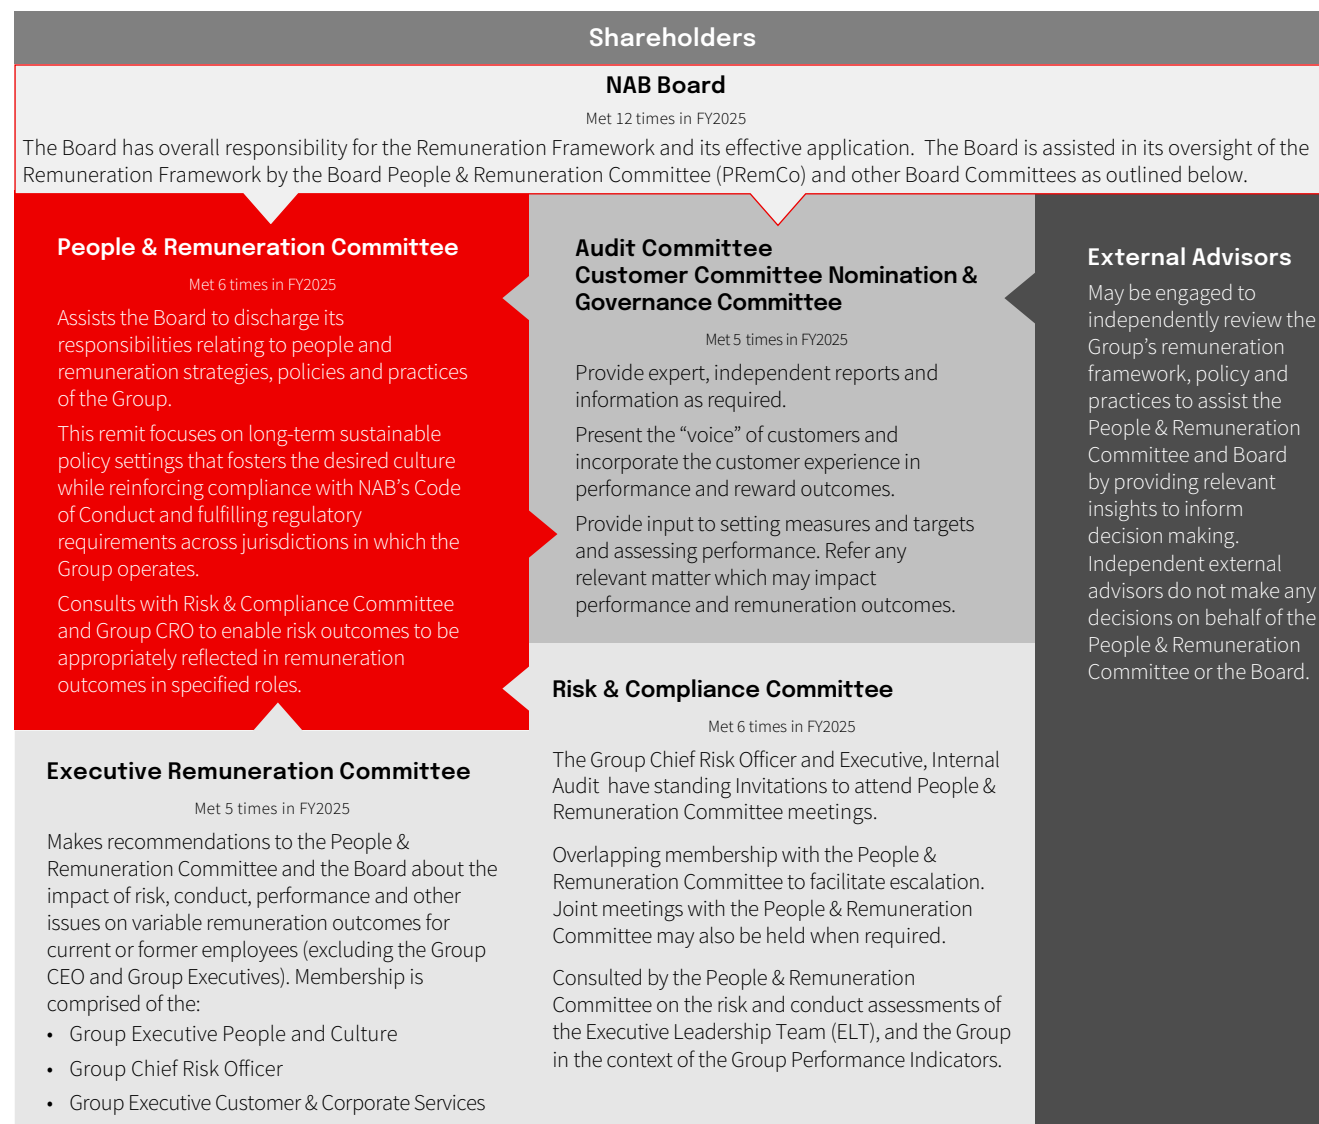 Shareholders
NAB Board
Met 12 times in FY2025
The Board has overall responsibility for the Remuneration Framework and its effective application. The Board is assisted in its oversight of the
Remuneration Framework by the Board People & Remuneration Committee (PRemCo) and other Board Committees as outlined below.
People & Remuneration Committee
Met 6 times in FY2025
Assists the Board to discharge its
responsibilities relating to people and
remuneration strategies, policies and practices
of the Group.
This remit focuses on long-term sustainable
policy settings that fosters the desired culture
while reinforcing compliance with NAB’s Code
of Conduct and fulfilling regulatory
requirements across jurisdictions in which the
Group operates.
Consults with Risk & Compliance Committee
and Group CRO to enable risk outcomes to be
appropriately reflected in remuneration
outcomes in specified roles.
Audit Committee
Customer Committee Nomination &
Governance Committee
Met 5 times in FY2025
Provide expert, independent reports and
information as required.
Present the “voice” of customers and
incorporate the customer experience in
performance and reward outcomes.
Provide input to setting measures and targets
and assessing performance. Refer any
relevant matter which may impact
performance and remuneration outcomes.
External Advisors
May be engaged to
independently review the
Group’s remuneration
framework, policy and
practices to assist the
People & Remuneration
Committee and Board
by providing relevant
insights to inform
decision making.
Independent external
advisors do not make any
decisions on behalf of the
People & Remuneration
Committee or the Board.
Executive Remuneration Committee
Met 5 times in FY2025
Makes recommendations to the People &
Remuneration Committee and the Board about the
impact of risk, conduct, performance and other
issues on variable remuneration outcomes for
current or former employees (excluding the Group
CEO and Group Executives). Membership is
comprised of the:
• Group Executive People and Culture
• Group Chief Risk Officer
• Group Executive Customer & Corporate Services
Risk & Compliance Committee
Met 6 times in FY2025
The Group Chief Risk Officer and Executive, Internal
Audit have standing Invitations to attend People &
Remuneration Committee meetings.
Overlapping membership with the People &
Remuneration Committee to facilitate escalation.
Joint meetings with the People & Remuneration
Committee may also be held when required.
Consulted by the People & Remuneration
Committee on the risk and conduct assessments of
the Executive Leadership Team (ELT), and the Group
in the context of the Group Performance Indicators.